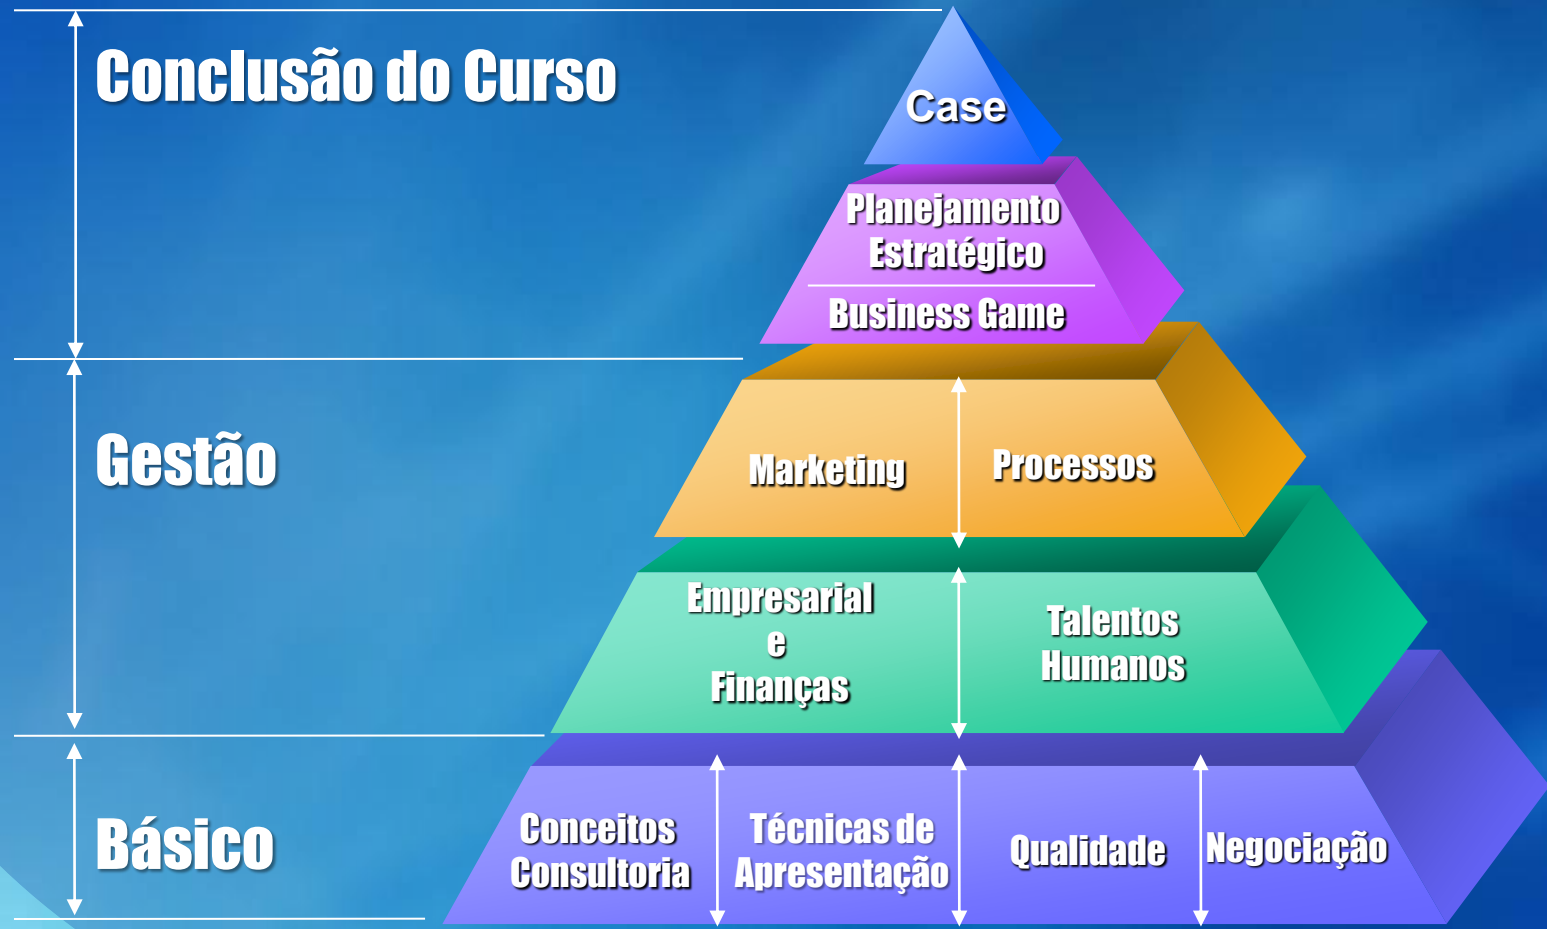 Conclusão do Curso
Case
Planejamento
Estratégico
Business Game
Gestão
Marketing
Processos
Empresarial
e
Finanças
Talentos
Humanos
Básico
Conceitos
Consultoria
Técnicas de
Apresentação
Qualidade
Negociação